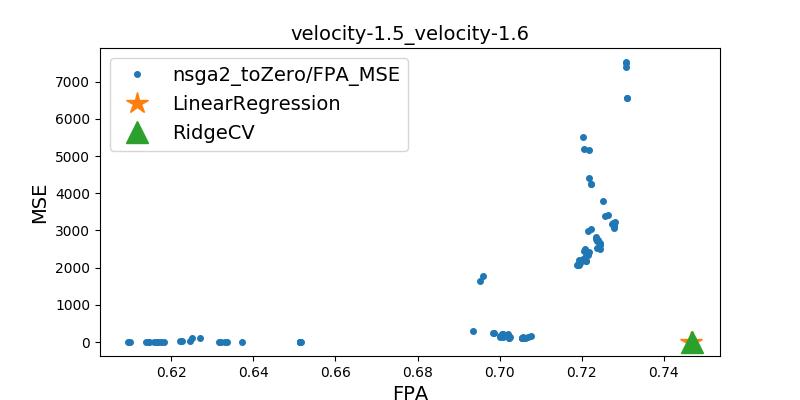 velocity-1.5_velocity-1.6
nsga2_toZero/FPA_MSE
LinearRegression
RidgeCV
MSE
7000
6000
5000
4000
3000
2000
1000
0
0.62 0.64 0.66 0.68 0.70 0.72 0.74
FPA